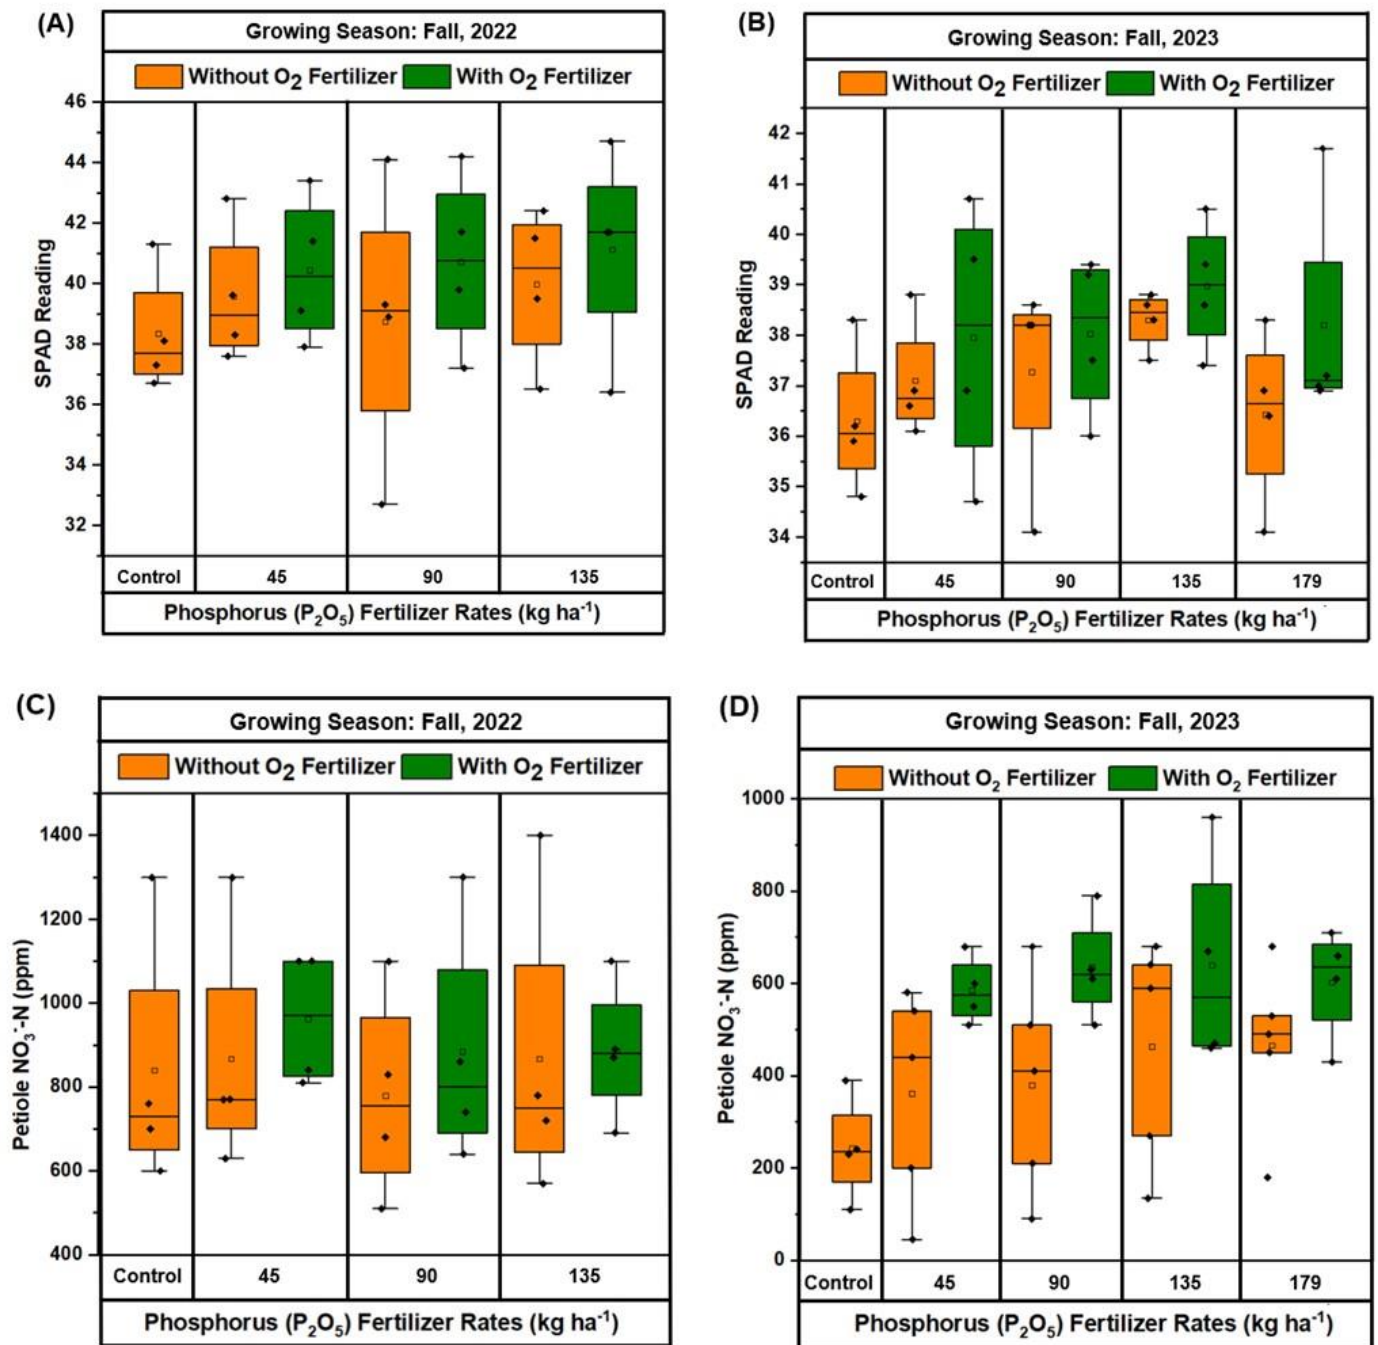 (A)
Growing Season: Fall, 2022
Without O₂ Fertilizer With O₂ Fertilizer
46
44
42
40
38
36
34
32
SPAD Reading
Control 45 90 135
Phosphorus (P₂O₅) Fertilizer Rates (kg ha⁻¹)
(B)
Growing Season: Fall, 2023
Without O₂ Fertilizer With O₂ Fertilizer
42
41
40
39
38
37
36
35
34
SPAD Reading
Control 45 90 135 179
Phosphorus (P₂O₅) Fertilizer Rates (kg ha⁻¹)
(C)
Growing Season: Fall, 2022
Without O₂ Fertilizer With O₂ Fertilizer
1400
1200
1000
800
600
400
Petiole NO₃⁻-N (ppm)
Control 45 90 135
Phosphorus (P₂O₅) Fertilizer Rates (kg ha⁻¹)
(D)
Growing Season: Fall, 2023
Without O₂ Fertilizer With O₂ Fertilizer
1000
800
600
400
200
0
Petiole NO₃⁻-N (ppm)
Control 45 90 135 179
Phosphorus (P₂O₅) Fertilizer Rates (kg ha⁻¹)